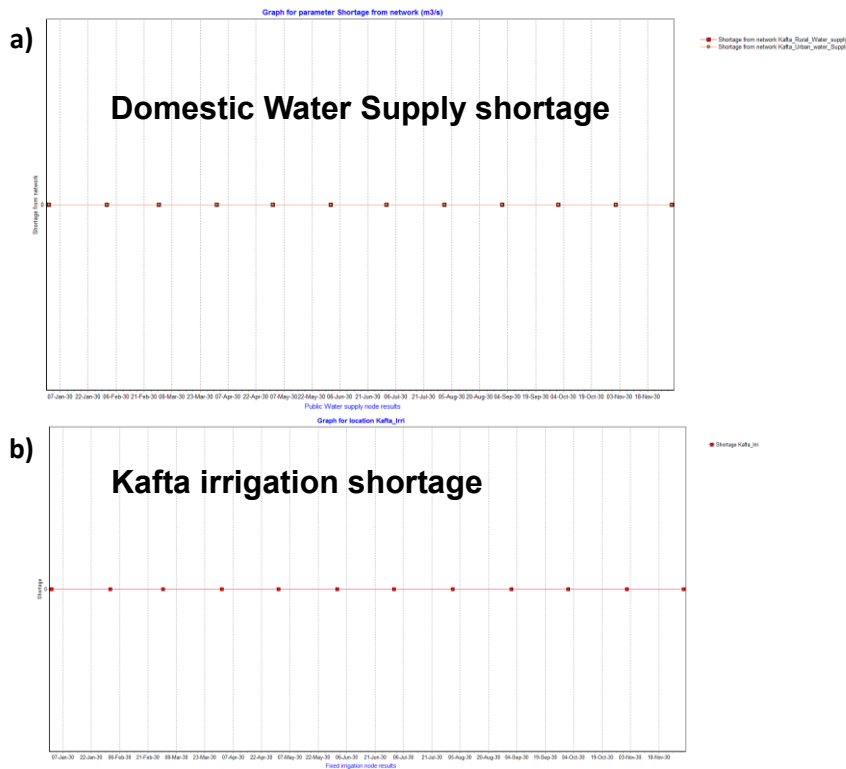 a)
Graph for parameter Shortage from network (m3/s)
Domestic Water Supply shortage
Shortage from network Kafta_Rural_Water_supply
Shortage from network Kafta_Urban_water_Suppl
Shortage from network
0
07-Jan-30 22-Jan-30 06-Feb-30 21-Feb-30 08-Mar-30 23-Mar-30 07-Apr-30 22-Apr-30 07-May-30 22-May-30 06-Jun-30 21-Jun-30 06-Jul-30 21-Jul-30 05-Aug-30 20-Aug-30 04-Sep-30 19-Sep-30 04-Oct-30 19-Oct-30 03-Nov-30 18-Nov-30
Public Water supply node results
b)
Graph for location Kafta_Irri
Kafta irrigation shortage
Shortage Kafta_Irri
Shortage
0
07-Jan-30 22-Jan-30 06-Feb-30 21-Feb-30 08-Mar-30 23-Mar-30 07-Apr-30 22-Apr-30 07-May-30 22-May-30 06-Jun-30 21-Jun-30 06-Jul-30 21-Jul-30 05-Aug-30 20-Aug-30 04-Sep-30 19-Sep-30 04-Oct-30 19-Oct-30 03-Nov-30 18-Nov-30
Fixed irrigation node results